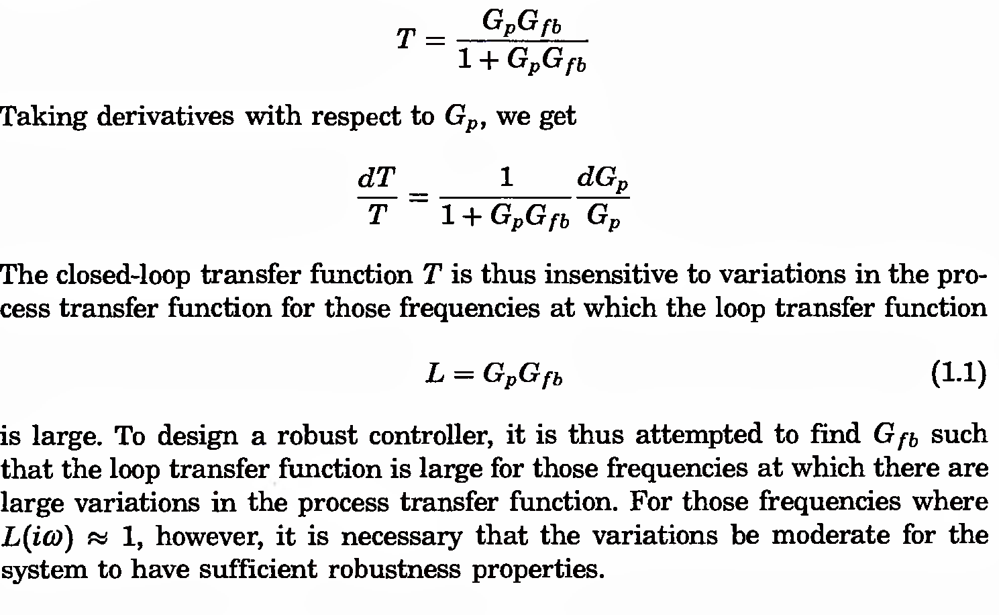 T = \frac{G_p G_{fb}}{1 + G_p G_{fb}}
Taking derivatives with respect to G_p, we get
\frac{dT}{T} = \frac{1}{1 + G_p G_{fb}} \frac{dG_p}{G_p}
The closed-loop transfer function T is thus insensitive to variations in the pro-
cess transfer function for those frequencies at which the loop transfer function
L = G_p G_{fb} (1.1)
is large. To design a robust controller, it is thus attempted to find G_{fb} such
that the loop transfer function is large for those frequencies at which there are
large variations in the process transfer function. For those frequencies where
L(iω) ≈ 1, however, it is necessary that the variations be moderate for the
system to have sufficient robustness properties.